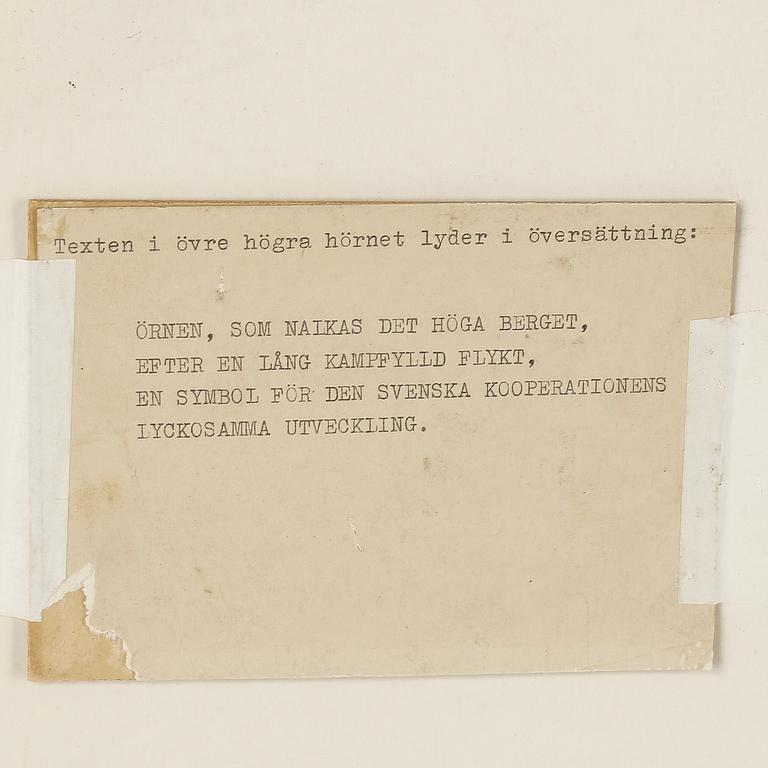 Texten i övre högra hörnet lyder i översättning:
ÖRNEN, SOM NALKAS DET HÖGA BERGET,
EFTER EN LÅNG KAMPFYLLD FLYKT,
EN SYMBOL FÖR DEN SVENSKA KOOPERATIONENS
LYCKOSAMMA UTVECKLING.